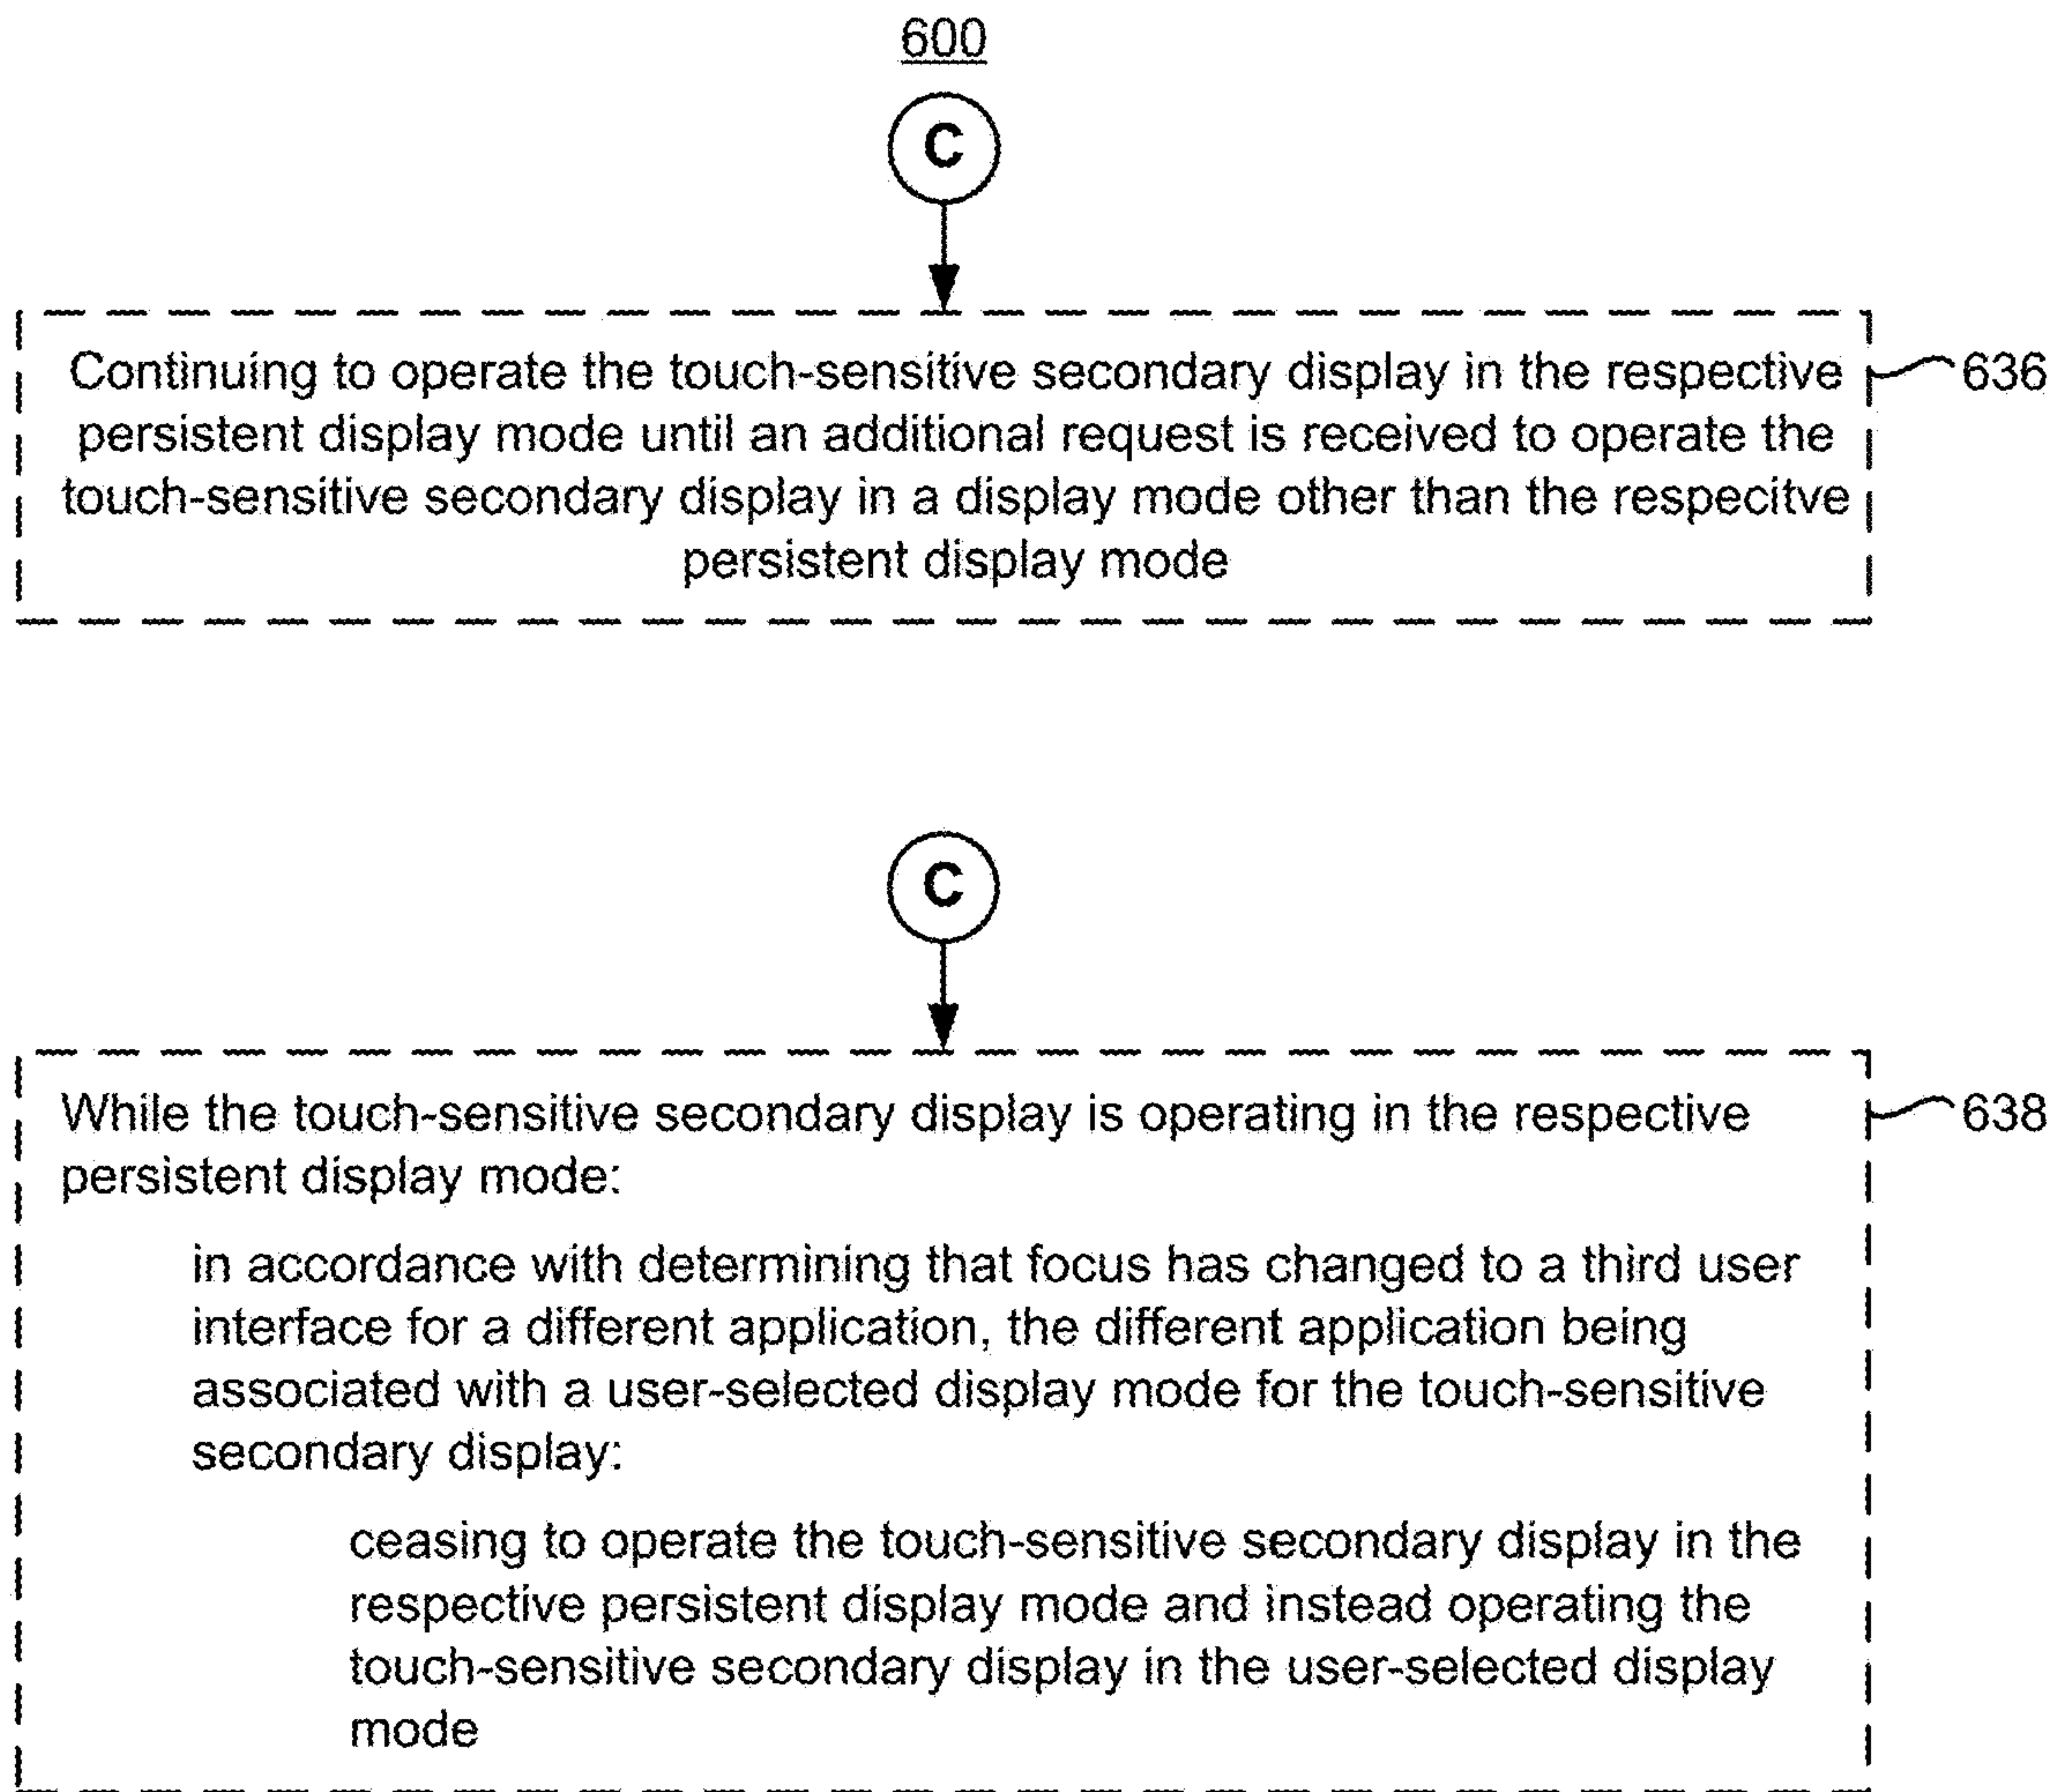 600
C
Continuing to operate the touch-sensitive secondary display in the respective
636
persistent display mode until an additional request is received to operate the
touch-sensitive secondary display in a display mode other than the respecitve
persistent display mode
C
While the touch-sensitive secondary display is operating in the respective
638
persistent display mode:
in accordance with determining that focus has changed to a third user
interface for a different application, the different application being
associated with a user-selected display mode for the touch-sensitive
secondary display:
ceasing to operate the touch-sensitive secondary display in the
respective persistent display mode and instead operating the
touch-sensitive secondary display in the user-selected display
mode